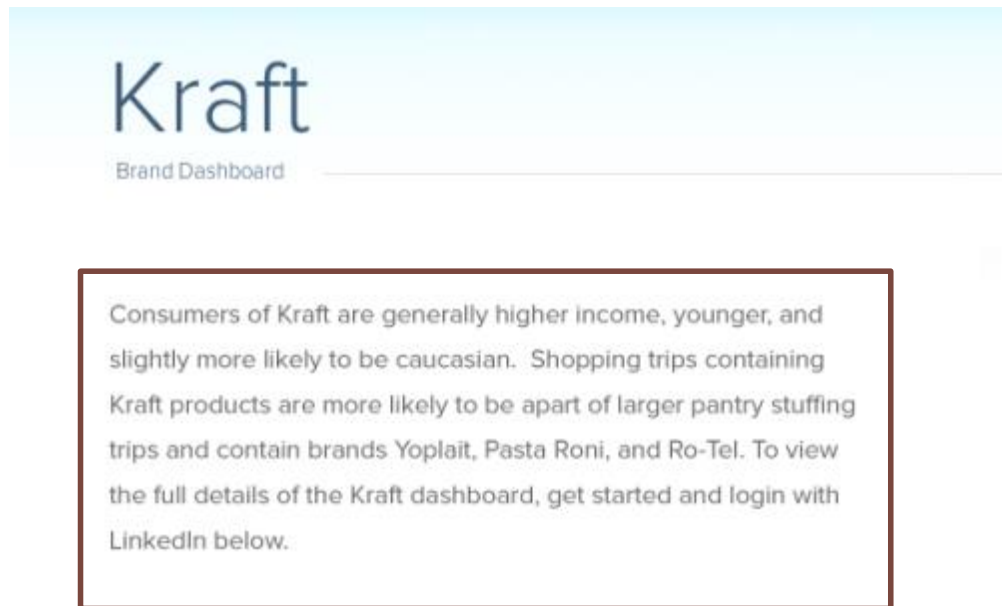 Kraft
Brand Dashboard
Consumers of Kraft are generally higher income, younger, and
slightly more likely to be caucasian.  Shopping trips containing
Kraft products are more likely to be apart of larger pantry stuffing
trips and contain brands Yoplait, Pasta Roni, and Ro-Tel. To view
the full details of the Kraft dashboard, get started and login with
LinkedIn below.